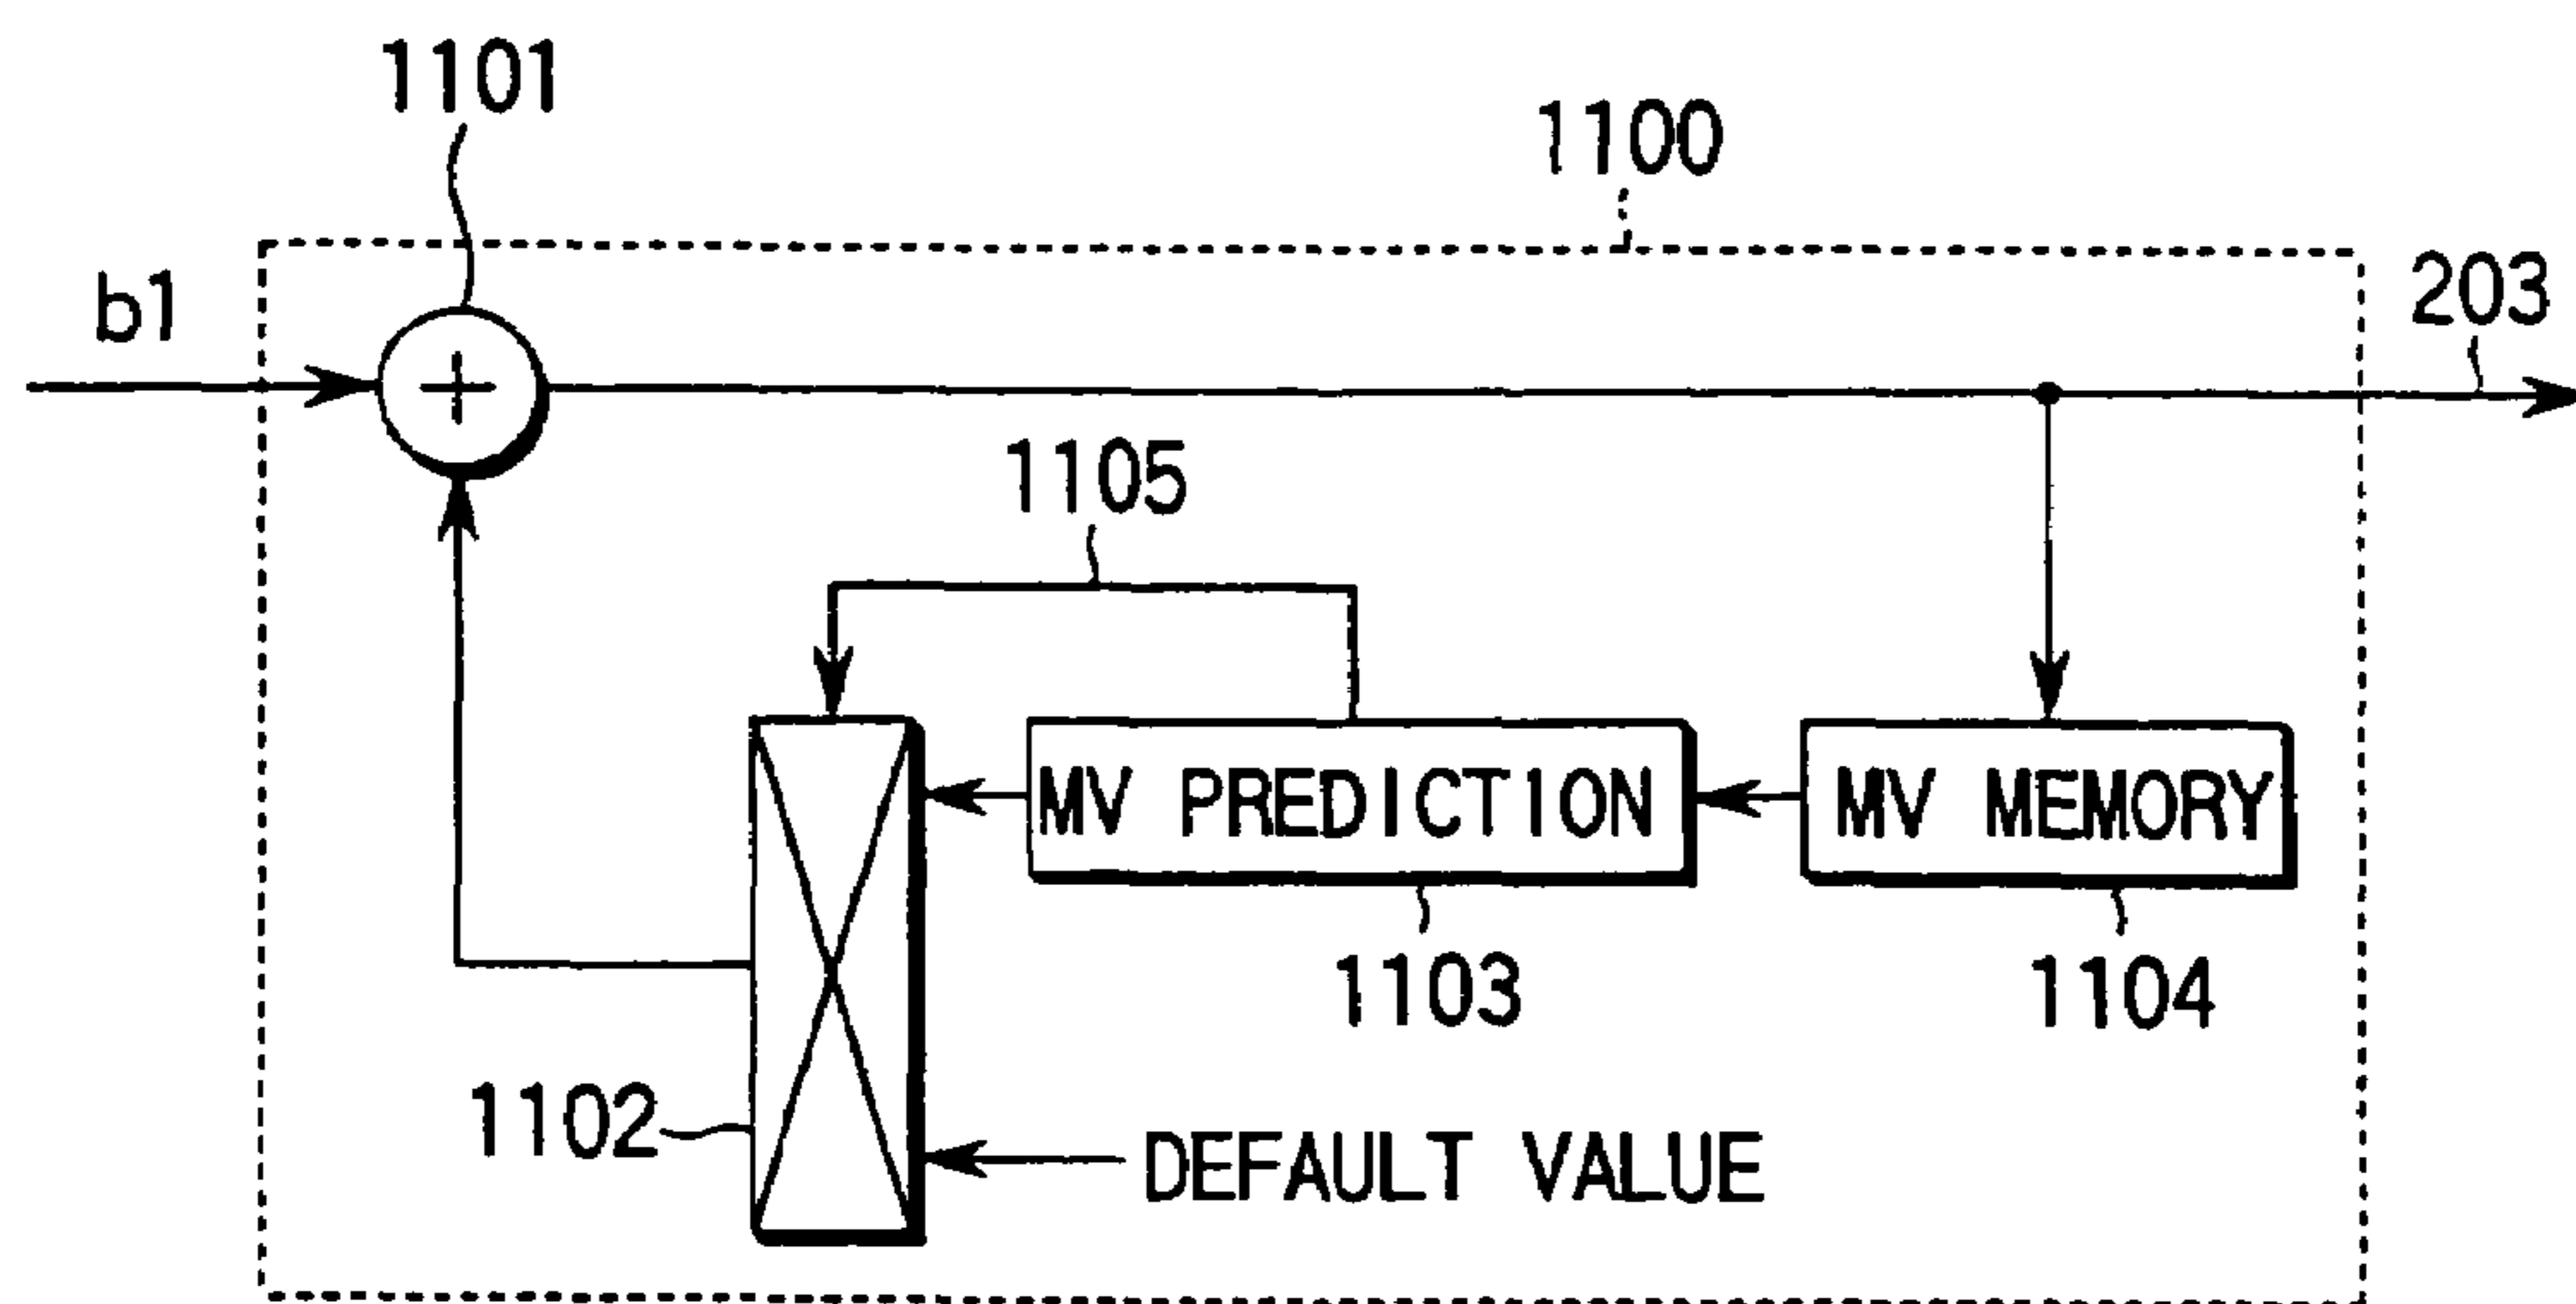 1101
1100
b1
203
1105
MV PREDICTION
MV MEMORY
1103
1104
1102
DEFAULT VALUE